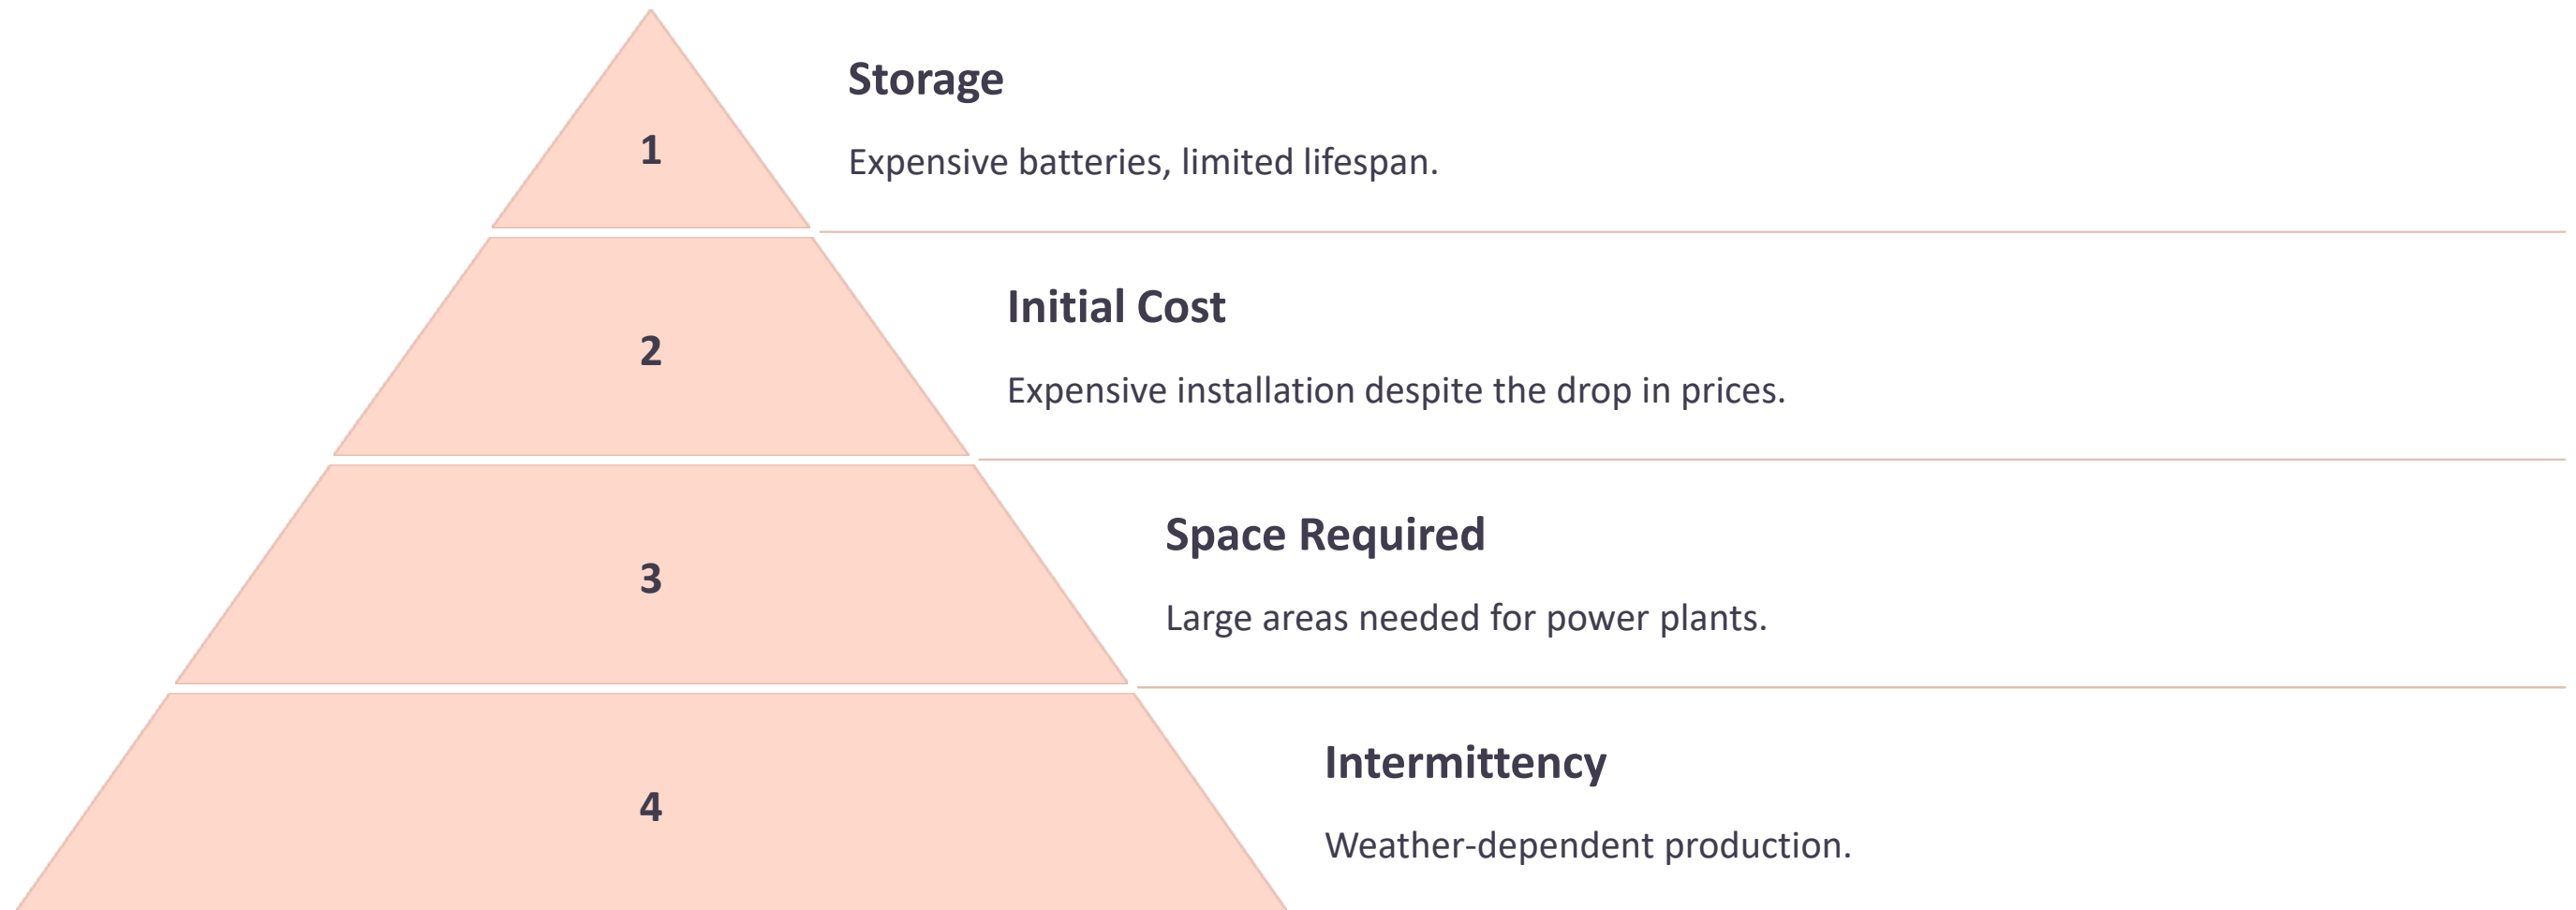 1
Storage
Expensive batteries, limited lifespan.
2
Initial Cost
Expensive installation despite the drop in prices.
3
Space Required
Large areas needed for power plants.
4
Intermittency
Weather-dependent production.